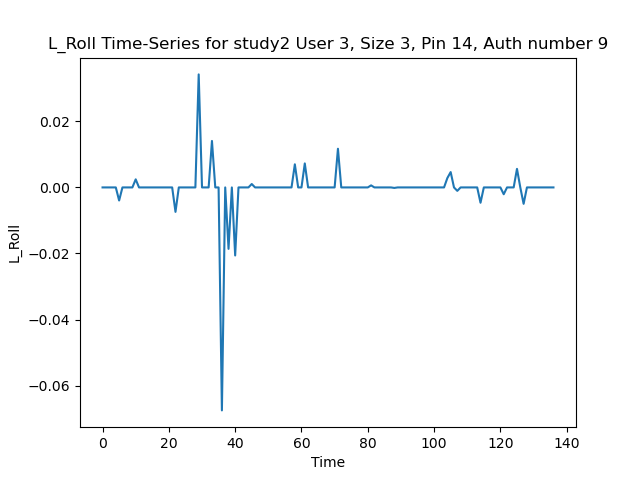 L_Roll Time-Series for study2 User 3, Size 3, Pin 14, Auth number 9
0.02
0.00
−0.02
−0.04
−0.06
L_Roll
0 20 40 60 80 100 120 140
Time